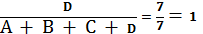 D
A + B + C + D = 7/7 = 1